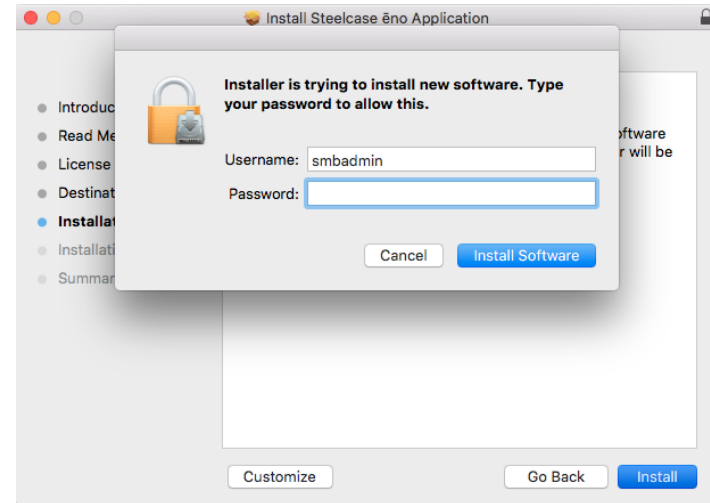 Install Steelcase ēno Application
Installer is trying to install new software. Type
your password to allow this.
Username: smbadmin
Password:
Cancel Install Software
Introduc
Read Me
License
Destinat
Installat
Installati
Summar
oftware
r will be
Customize Go Back Install